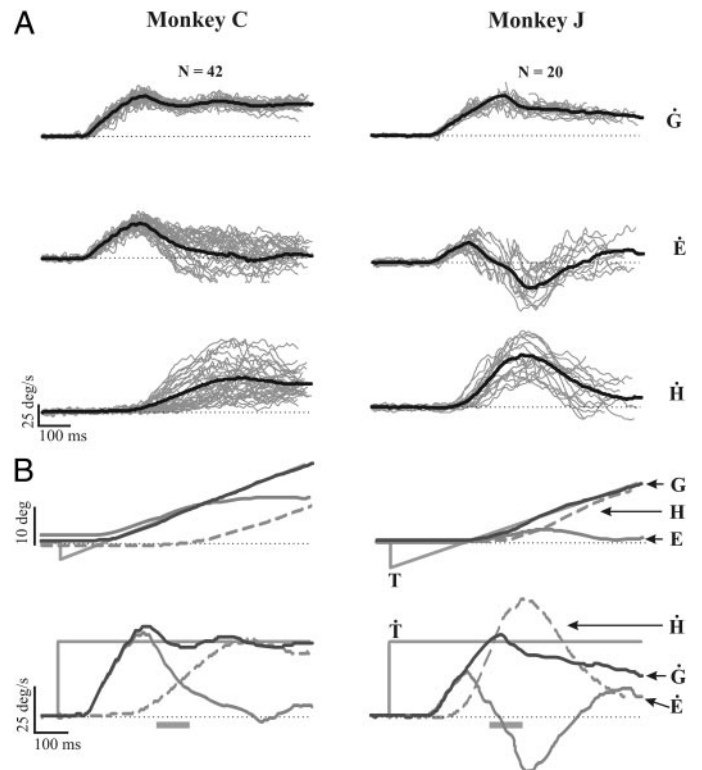 A
Monkey C
Monkey J
N = 42
N = 20
Ġ
Ė
Ḣ
25 deg/s
100 ms
B
10 deg
G
H
E
T
Ṫ
Ḣ
Ġ
Ė
25 deg/s
100 ms